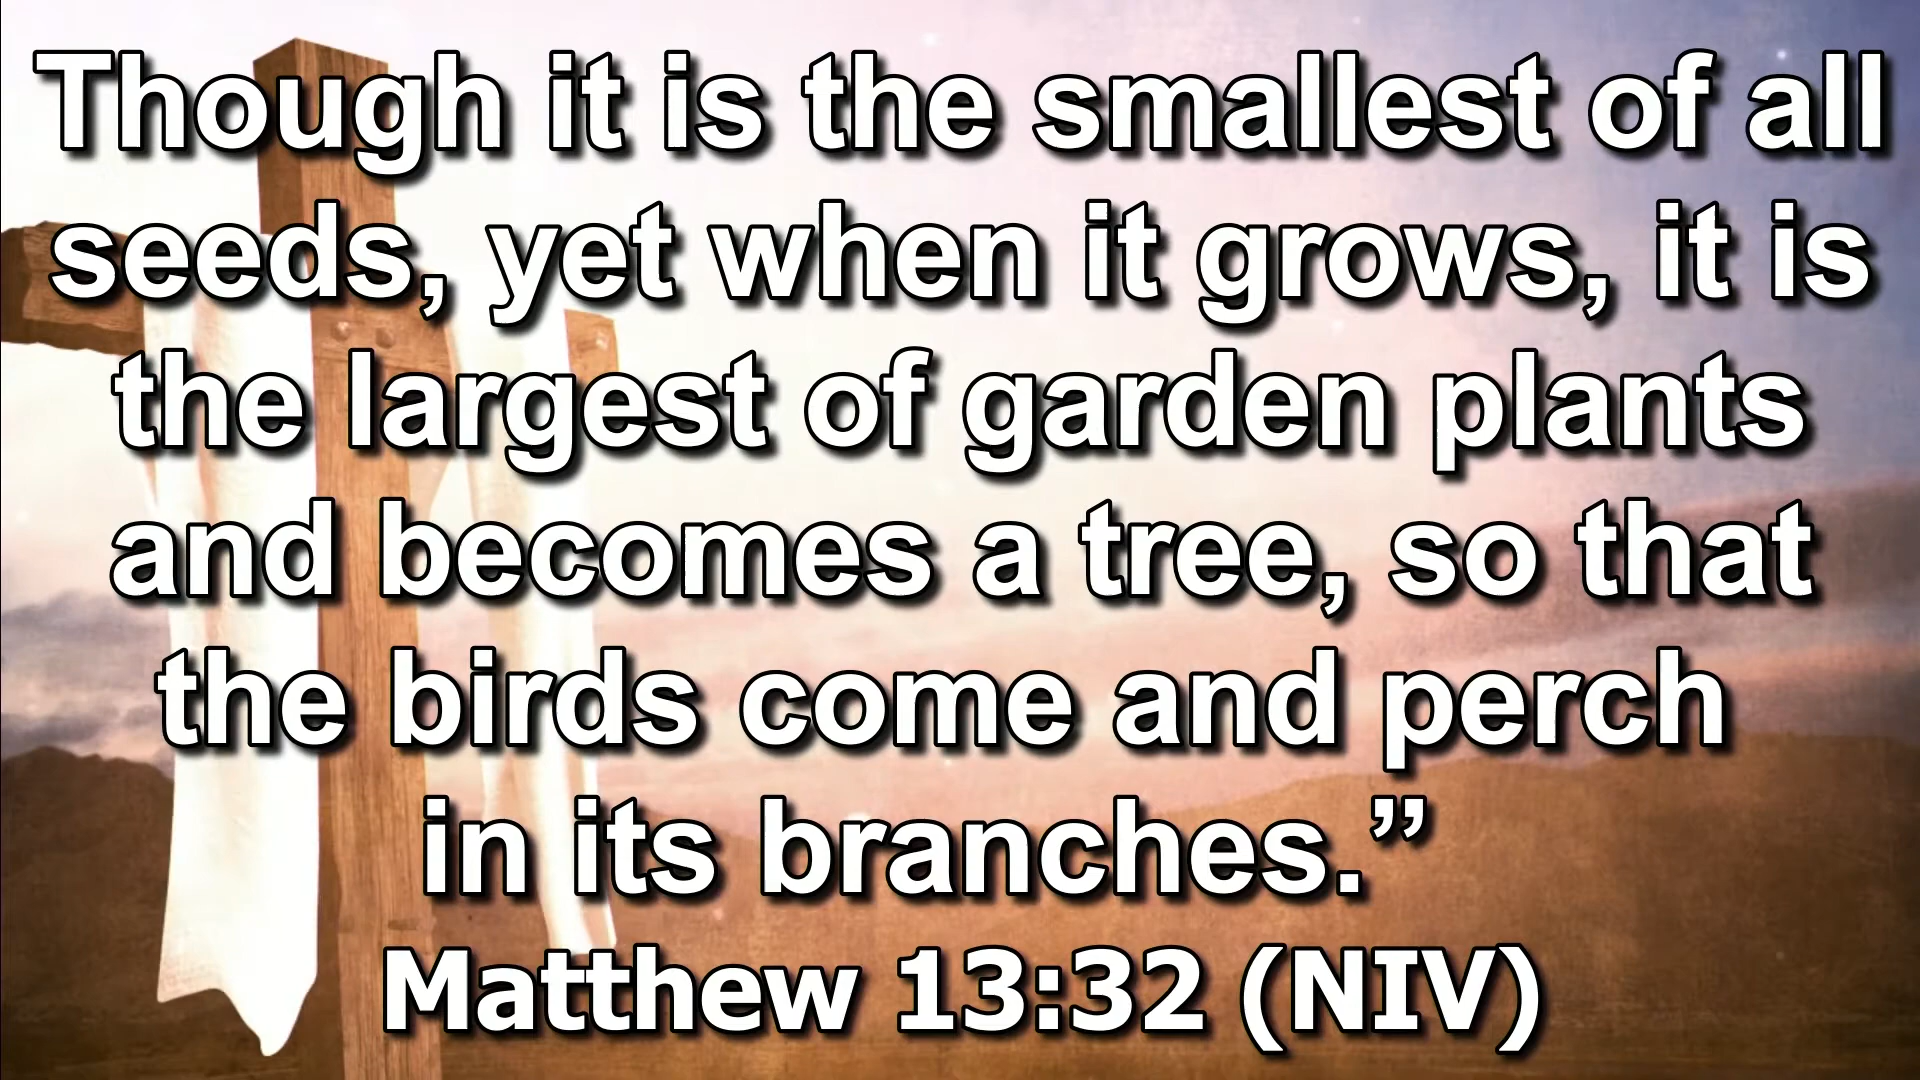 Though it is the smallest of all
seeds, yet when it grows, it is
the largest of garden plants
and becomes a tree, so that
the birds come and perch
in its branches.”
Matthew 13:32 (NIV)